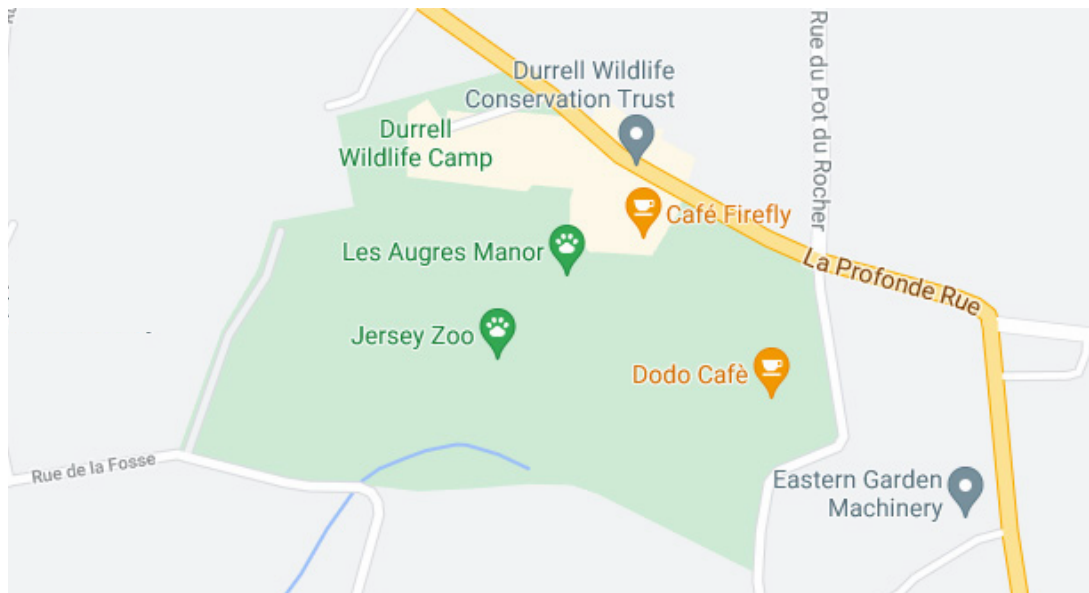 Durrell Wildlife
Conservation Trust
Rue du Pot du Rocher
Durrell
Wildlife Camp
Café Firefly
Les Augres Manor
La Profonde Rue
Jersey Zoo
Dodo Cafè
Rue de la Fosse
Eastern Garden
Machinery